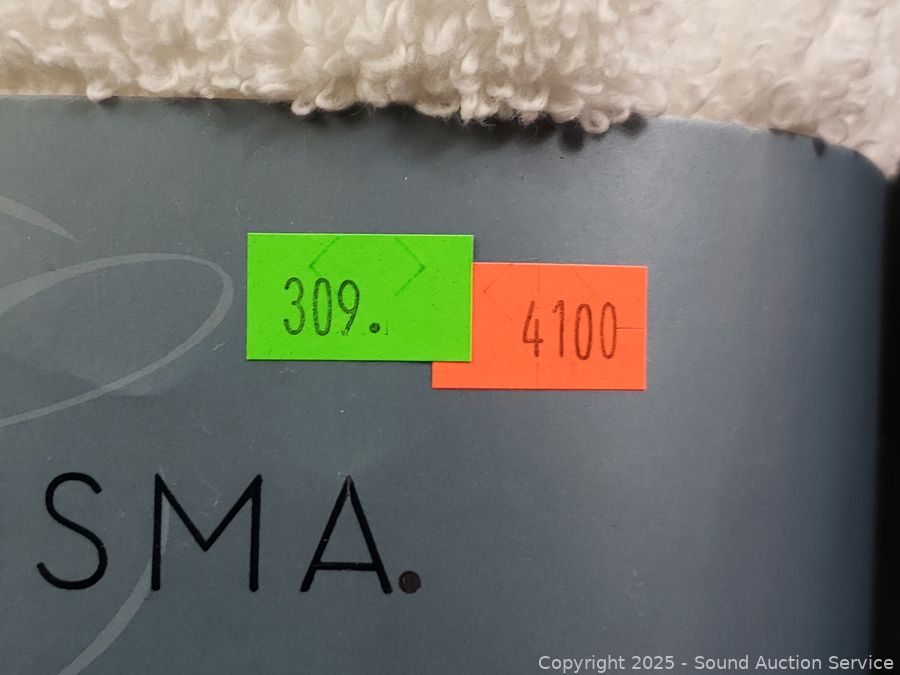 309.
4100
SMA.
Copyright © 2025 - Sound Auction Service